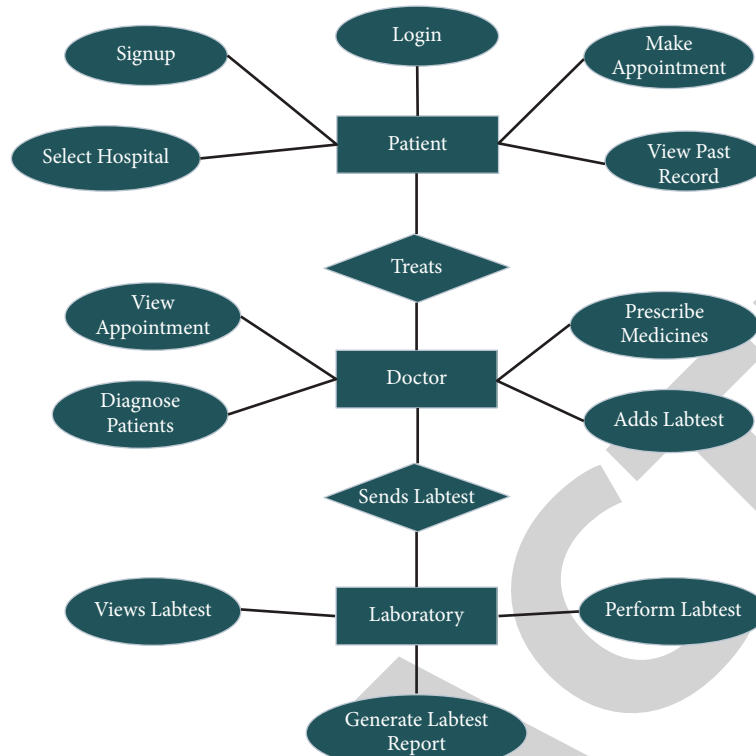 Signup
Login
Make
Appointment
Select Hospital
Patient
View Past
Record
Treats
View
Appointment
Prescribe
Medicines
Doctor
Diagnose
Patients
Adds Labtest
Sends Labtest
Views Labtest
Laboratory
Perform Labtest
Generate Labtest
Report